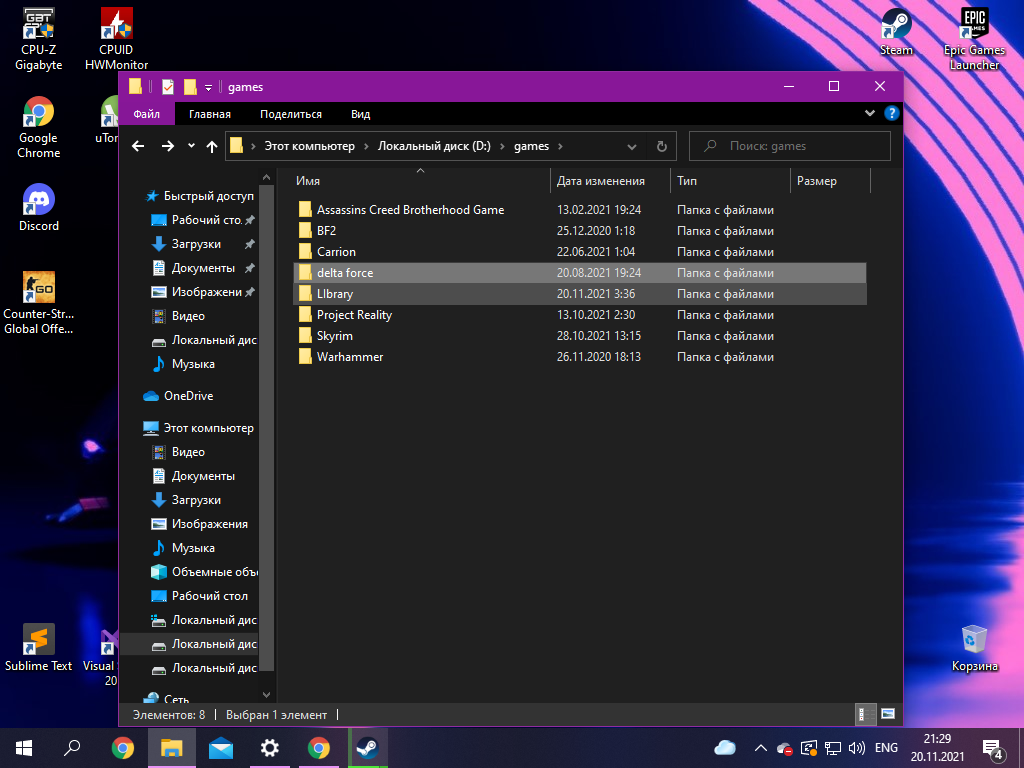 CPU-Z
Gigabyte
CPUID
HWMonitor
Steam
EPIC
GAMES
Epic Games
Launcher
games
Файл
Главная
Поделиться
Вид
Google
Chrome
uTor
Этот компьютер
Локальный диск (D:)
games
Поиск: games
Имя
Дата изменения
Тип
Размер
Assassins Creed Brotherhood Game 13.02.2021 19:24 Папка с файлами
BF2 25.12.2020 1:18 Папка с файлами
Carrion 22.06.2021 1:04 Папка с файлами
delta force 20.08.2021 19:24 Папка с файлами
LIbrary 20.11.2021 3:36 Папка с файлами
Project Reality 13.10.2021 2:30 Папка с файлами
Skyrim 28.10.2021 13:15 Папка с файлами
Warhammer 26.11.2020 18:13 Папка с файлами
Быстрый доступ
Рабочий сто.
Загрузки
Документы
Изображени
Видео
Локальный дис
Музыка
OneDrive
Этот компьютер
Видео
Документы
Загрузки
Изображения
Музыка
Объемные объ
Рабочий стол
Локальный дис
Локальный дис
Локальный дис
Сеть
Discord
GO
Counter-Str...
Global Offe...
Sublime Text
Visual
20
Корзина
Элементов: 8
Выбран 1 элемент
ENG
21:29
20.11.2021
4